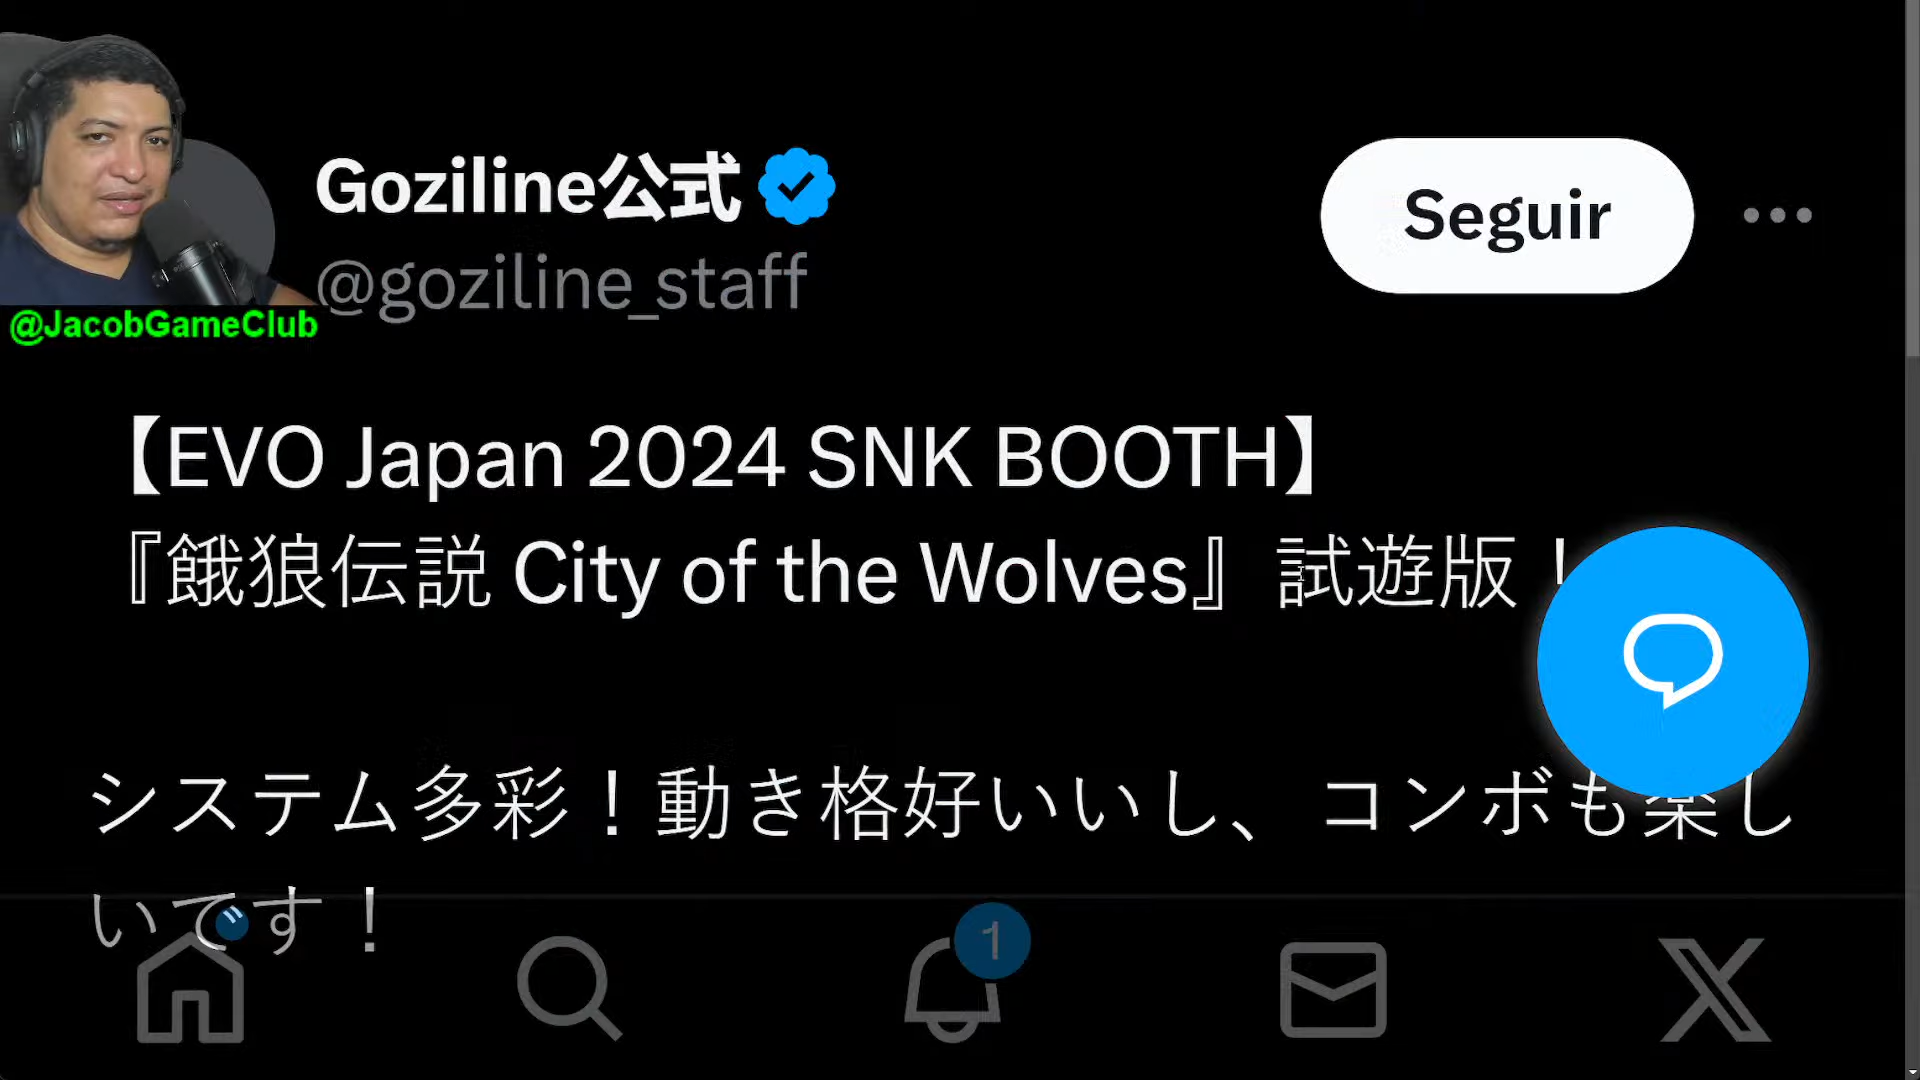 Goziline公式
@goziline_staff
Seguir
@JacobGameClub
【EVO Japan 2024 SNK BOOTH】
『餓狼伝説 City of the Wolves』試遊版！
システム多彩！動き格好いいし、コンボも楽し
いです！
1